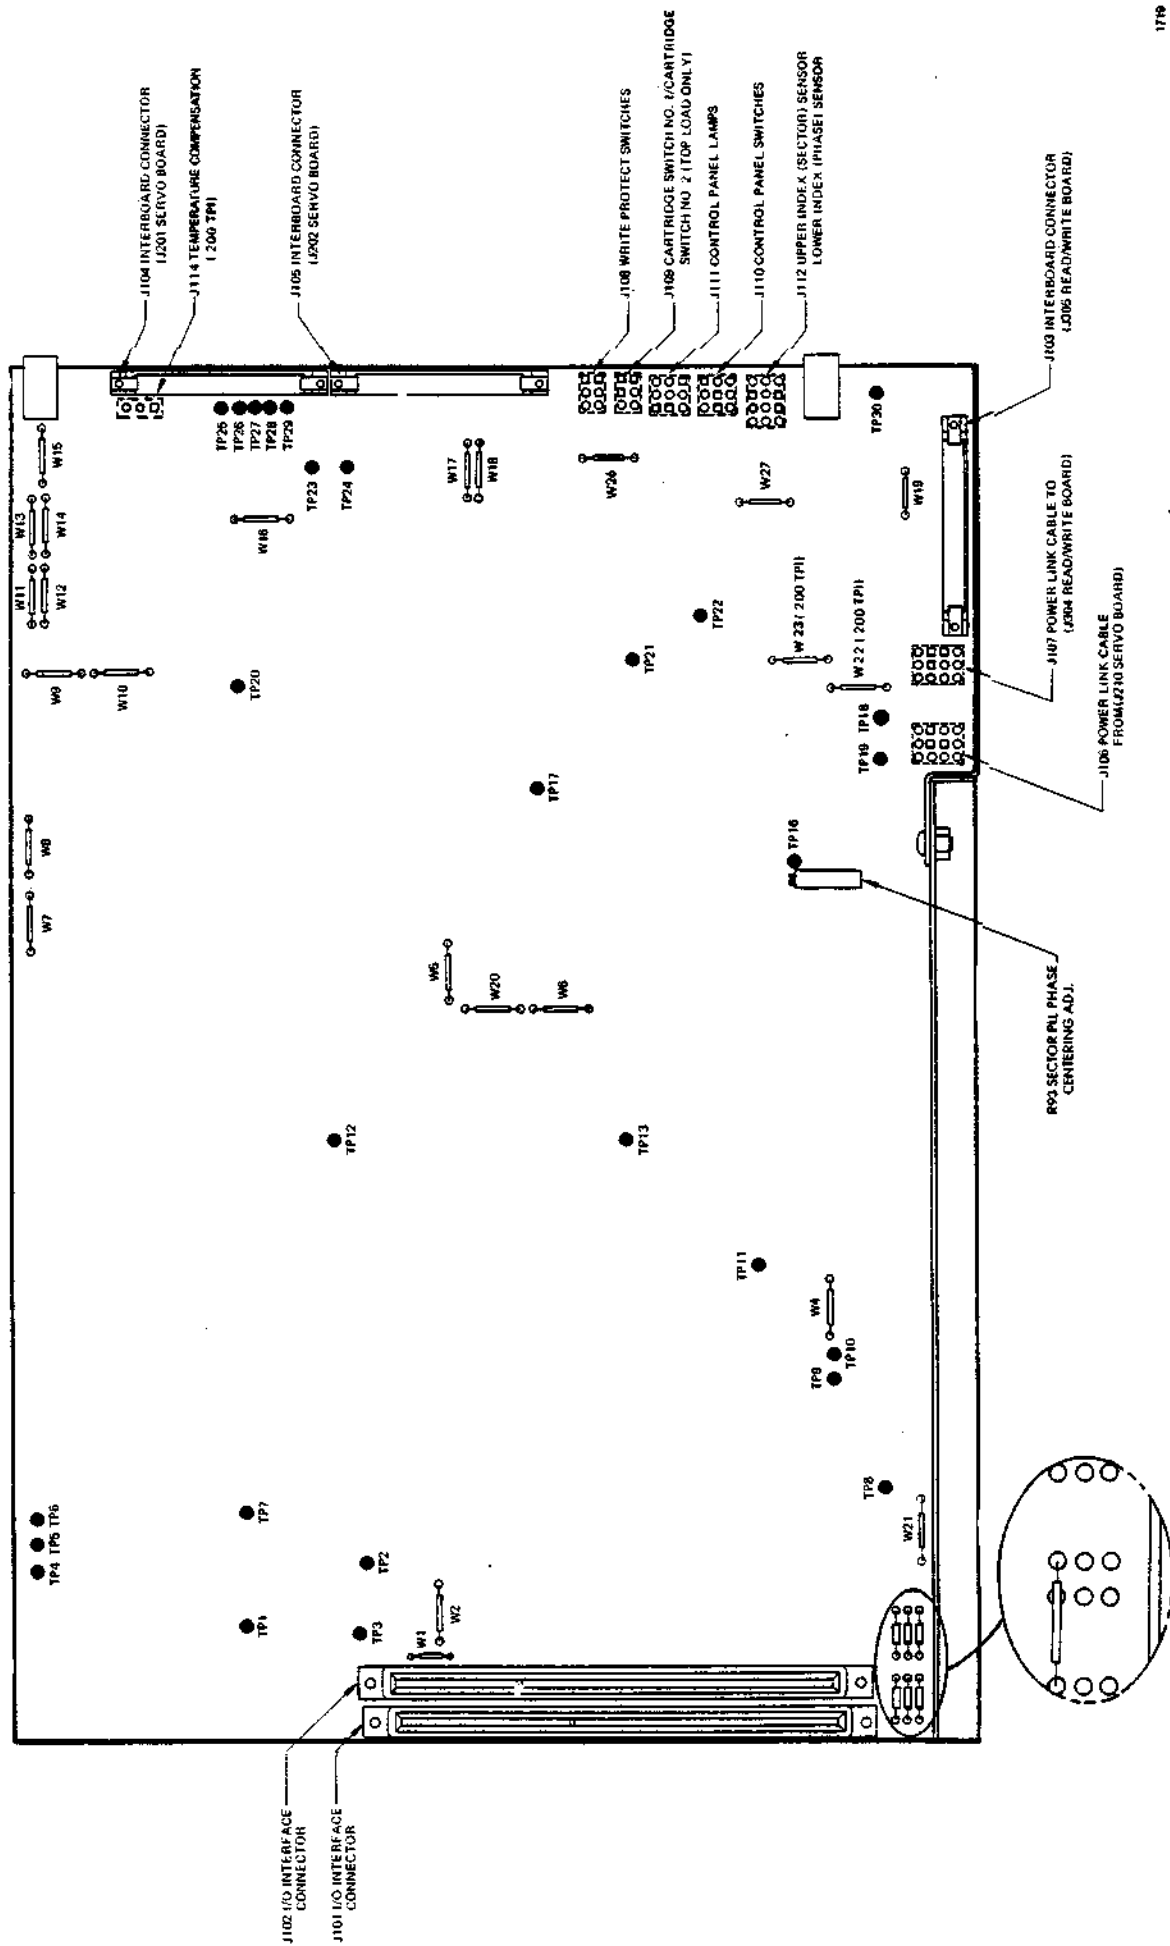 1719
J104 INTERBOARD CONNECTOR
(J201 SERVO BOARD)
J114 TEMPERATURE COMPENSATION
(200 TPI)
J105 INTERBOARD CONNECTOR
(J202 SERVO BOARD)
J108 WRITE PROTECT SWITCHES
J109 CARTRIDGE SWITCH NO. 1/CARTRIDGE
SWITCH NO. 2 (TOP LOAD ONLY)
J111 CONTROL PANEL LAMPS
J110 CONTROL PANEL SWITCHES
J112 UPPER INDEX (SECTOR) SENSOR
LOWER INDEX (PHASE) SENSOR
J103 INTERBOARD CONNECTOR
(J305 READ/WRITE BOARD)
J107 POWER LINK CABLE TO
(J304 READ/WRITE BOARD)
J106 POWER LINK CABLE
FROM (J210 SERVO BOARD)
R93 SECTOR PLL PHASE
CENTERING ADJ.
J102 I/O INTERFACE
CONNECTOR
J101 I/O INTERFACE
CONNECTOR
W15
W13
W14
W11
W12
W9
W10
W8
W7
TP25
TP26
TP27
TP28
TP29
TP23
TP24
W16
W17
W18
W26
W27
TP30
W19
TP20
TP21
TP22
W23 (200 TPI)
W22 (200 TPI)
TP18
TP19
TP17
TP16
W20
W6
TP12
TP13
TP11
W4
TP10
TP9
TP8
W21
TP4
TP5
TP6
TP7
TP1
TP2
TP3
W2
W1